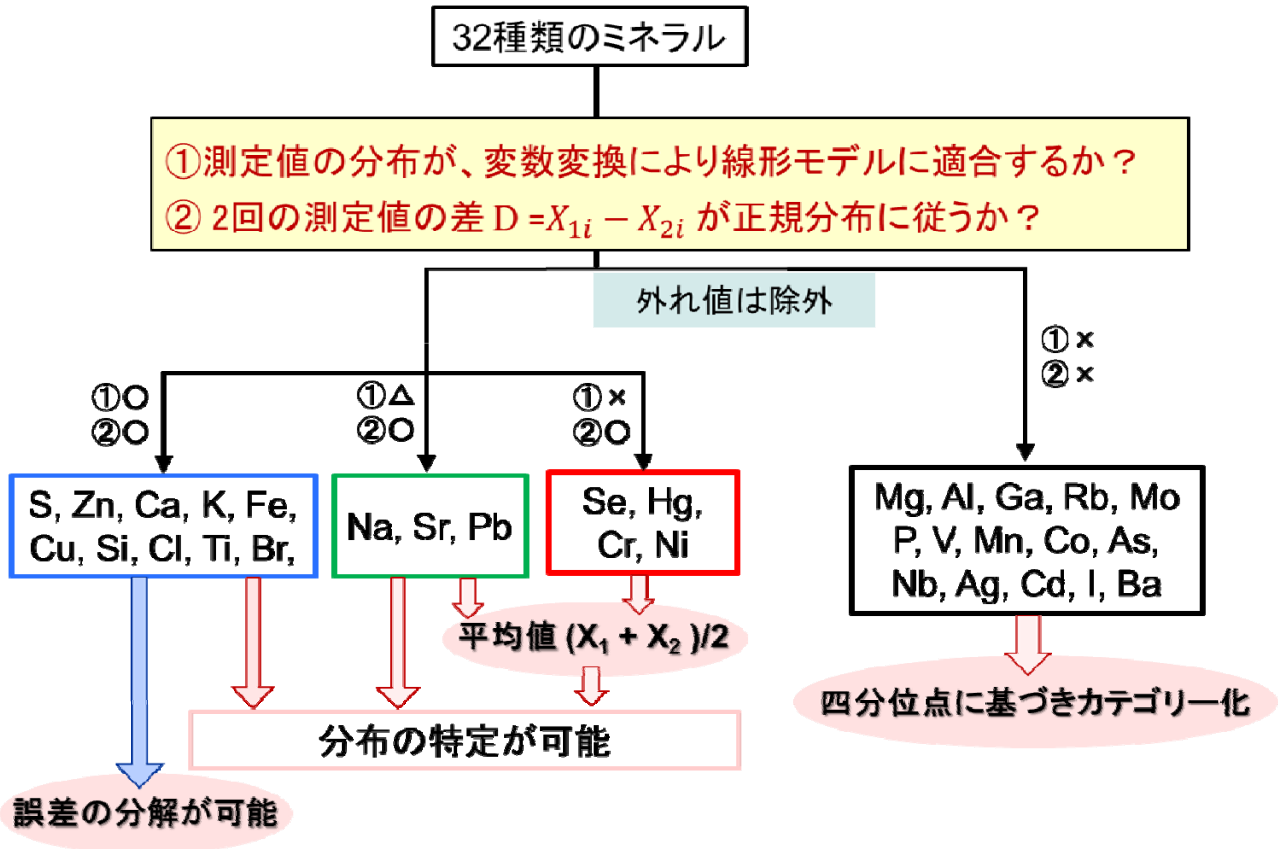 32種類のミネラル
①測定値の分布が、変数変換により線形モデルに適合するか？
② 2回の測定値の差 D =X₁ᵢ − X₂ᵢ が正規分布に従うか？
外れ値は除外
①×
②×
①○
②○
①△
②○
①×
②○
S, Zn, Ca, K, Fe,
Cu, Si, Cl, Ti, Br,
Na, Sr, Pb
Se, Hg,
Cr, Ni
Mg, Al, Ga, Rb, Mo
P, V, Mn, Co, As,
Nb, Ag, Cd, I, Ba
平均値 (X₁ + X₂ )/2
四分位点に基づきカテゴリー化
分布の特定が可能
誤差の分解が可能